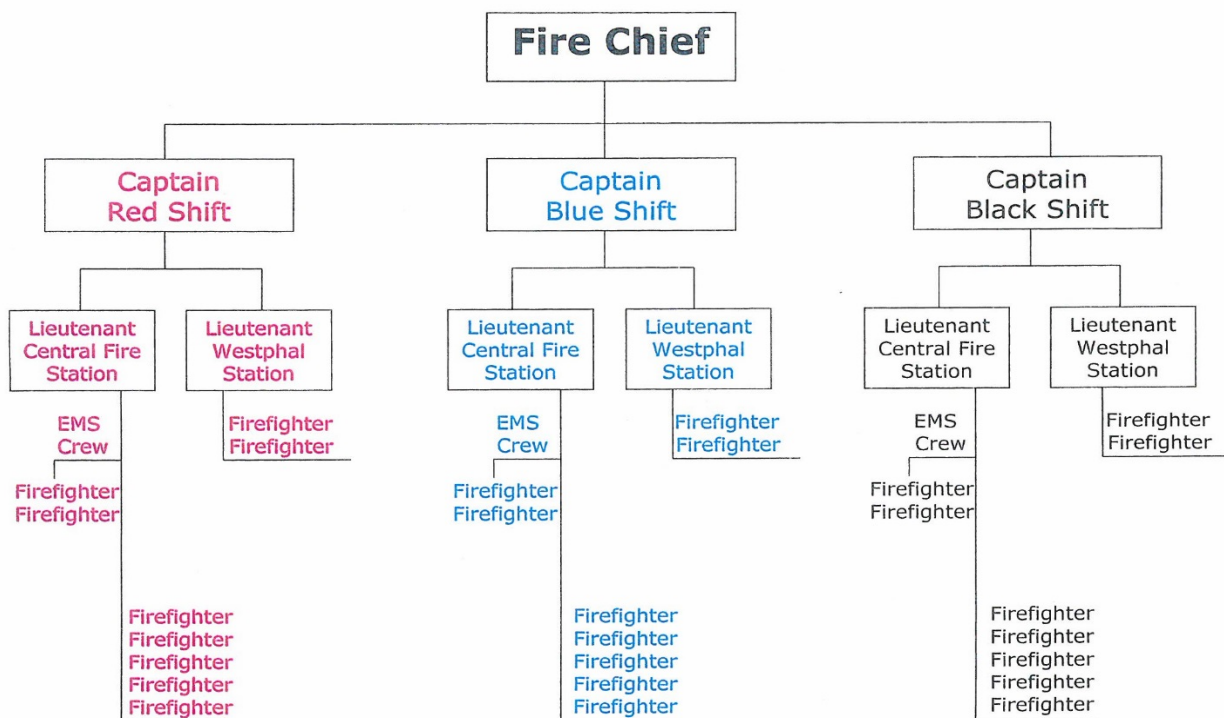 Fire Chief
Captain
Red Shift
Captain
Blue Shift
Captain
Black Shift
Lieutenant
Central Fire
Station
Lieutenant
Westphal
Station
Lieutenant
Central Fire
Station
Lieutenant
Westphal
Station
Lieutenant
Central Fire
Station
Lieutenant
Westphal
Station
EMS
Crew
Firefighter
Firefighter
Firefighter
Firefighter
Firefighter
Firefighter
Firefighter
Firefighter
Firefighter
EMS
Crew
Firefighter
Firefighter
Firefighter
Firefighter
Firefighter
Firefighter
Firefighter
Firefighter
Firefighter
EMS
Crew
Firefighter
Firefighter
Firefighter
Firefighter
Firefighter
Firefighter
Firefighter
Firefighter
Firefighter